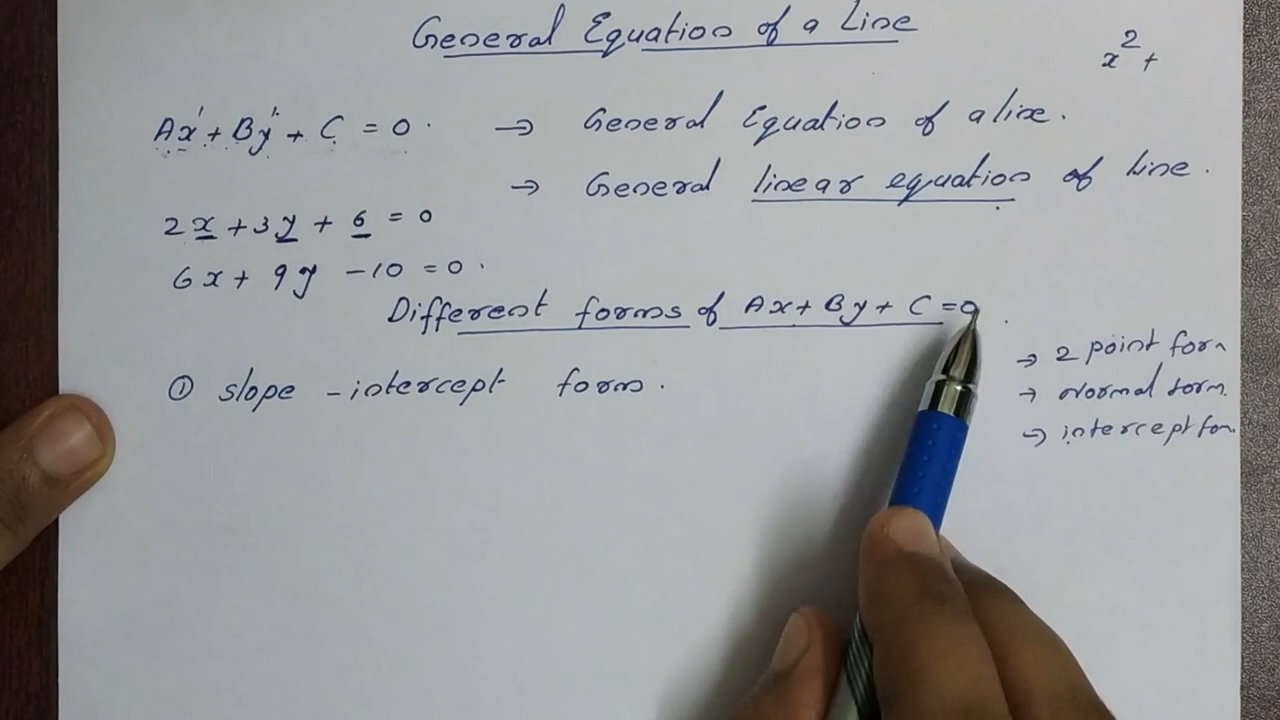 General Equation of a Line
x² +
Ax¹ + By¹ + C = 0. → General Equation of a line.
→ General linear equation of line.
2x + 3y + 6 = 0
6x + 9y - 10 = 0.
Different forms of Ax + By + C = 0
→ 2 point form
① slope - intercept form.
→ Normal form.
→ intercept for